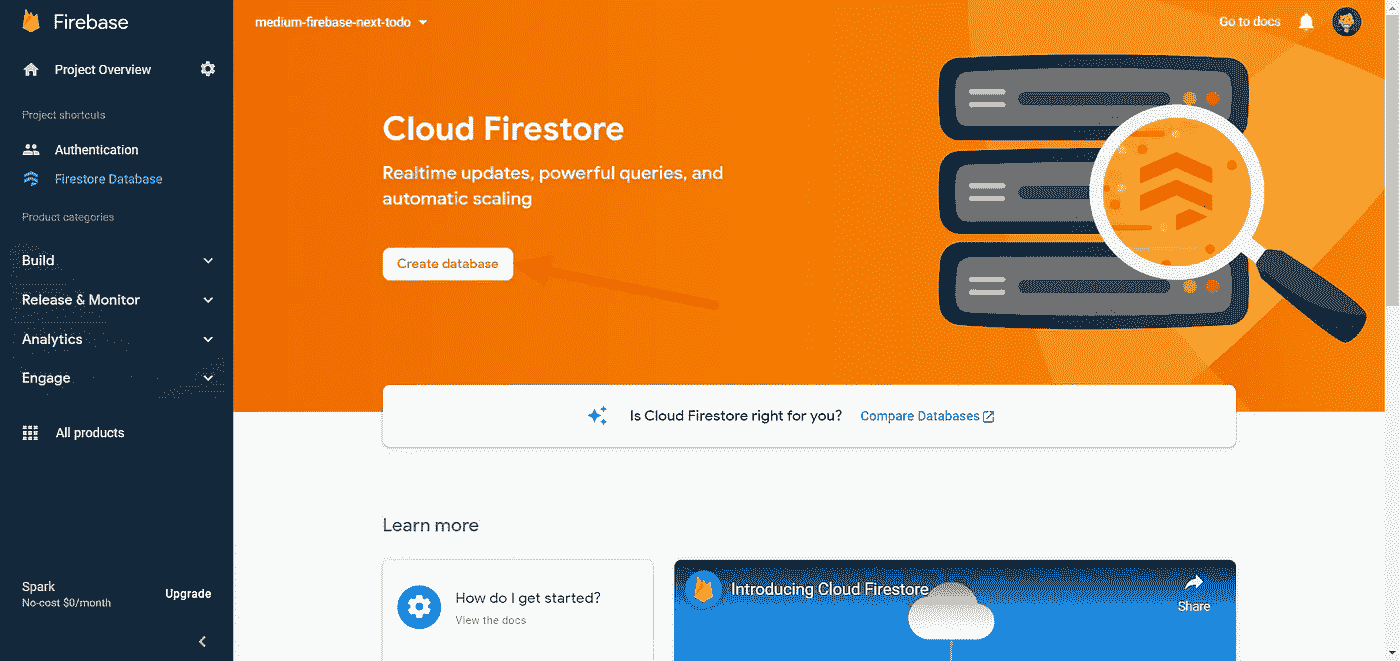 Firebase
Project Overview
Project shortcuts
Authentication
Firestore Database
Product categories
Build
Release & Monitor
Analytics
Engage
All products
Spark
No-cost $0/month
Upgrade
medium-firebase-next-todo
Go to docs
Cloud Firestore
Realtime updates, powerful queries, and
automatic scaling
Create database
Is Cloud Firestore right for you? Compare Databases
Learn more
How do I get started?
View the docs
Introducing Cloud Firestore
Share